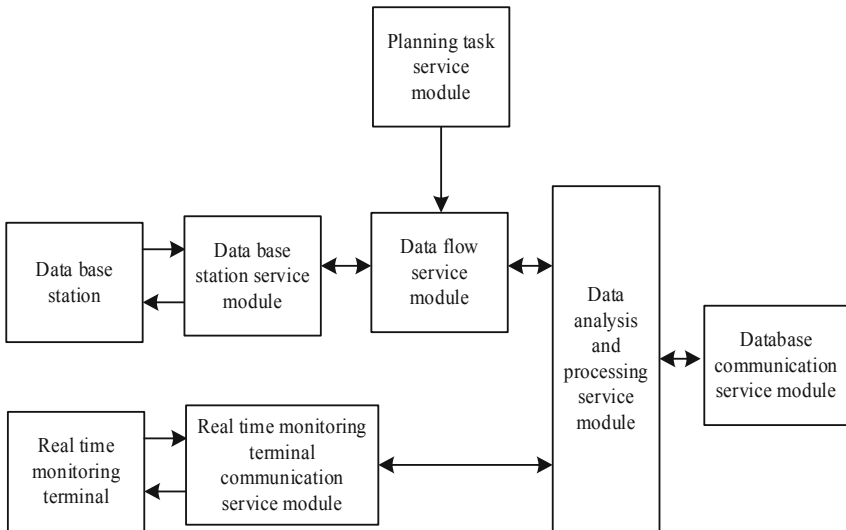 Planning task
service
module
Data base
station
Data base
station service
module
Data flow
service
module
Data
analysis
and
processing
service
module
Database
communication
service module
Real time
monitoring
terminal
Real time monitoring
terminal
communication
service module